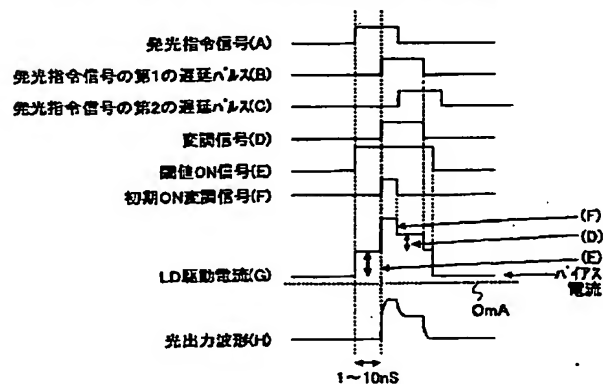 発光指令信号(A)
発光指令信号の第1の遅延パルス(B)
発光指令信号の第2の遅延パルス(C)
変調信号(D)
閾値ON信号(E)
初期ON変調信号(F)
(F)
(D)
(E)
LD駆動電流(G)
バイアス
電流
0mA
光出力波形(H)
1～10nS